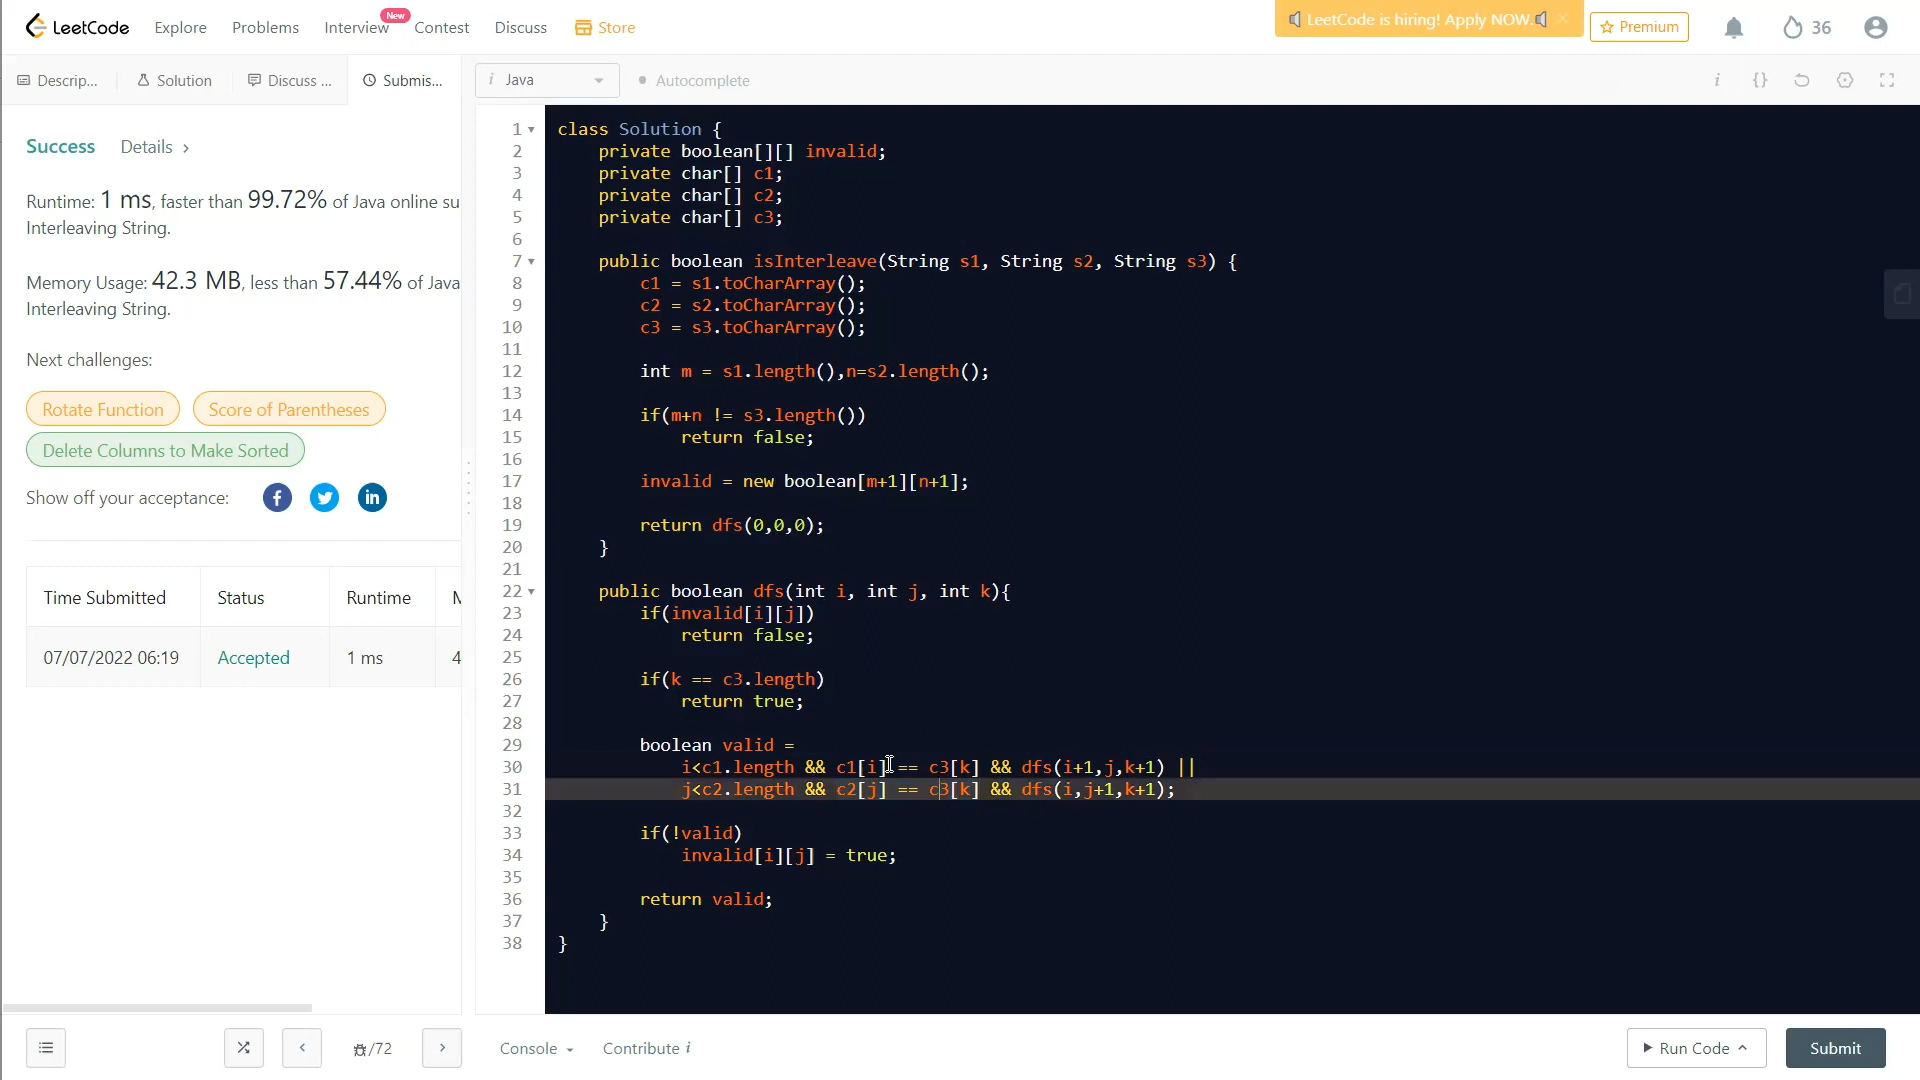 LeetCode Explore Problems Interview New Contest Discuss Store
LeetCode is hiring! Apply NOW. × Premium 36
Descrip... Solution Discuss ... Submis...
i Java Autocomplete
Success Details >
Runtime: 1 ms, faster than 99.72% of Java online su
Interleaving String.
Memory Usage: 42.3 MB, less than 57.44% of Java
Interleaving String.
Next challenges:
Rotate Function Score of Parentheses
Delete Columns to Make Sorted
Show off your acceptance:
Time Submitted Status Runtime M
07/07/2022 06:19 Accepted 1 ms 4
1 class Solution {
2 private boolean[][] invalid;
3 private char[] c1;
4 private char[] c2;
5 private char[] c3;
6
7 public boolean isInterleave(String s1, String s2, String s3) {
8 c1 = s1.toCharArray();
9 c2 = s2.toCharArray();
10 c3 = s3.toCharArray();
11
12 int m = s1.length(),n=s2.length();
13
14 if(m+n != s3.length())
15 return false;
16
17 invalid = new boolean[m+1][n+1];
18
19 return dfs(0,0,0);
20 }
21
22 public boolean dfs(int i, int j, int k){
23 if(invalid[i][j])
24 return false;
25
26 if(k == c3.length)
27 return true;
28
29 boolean valid =
30 i<c1.length && c1[i] == c3[k] && dfs(i+1,j,k+1) ||
31 j<c2.length && c2[j] == c3[k] && dfs(i,j+1,k+1);
32
33 if(!valid)
34 invalid[i][j] = true;
35
36 return valid;
37 }
38 }
/72
Console Contribute i
Run Code Submit